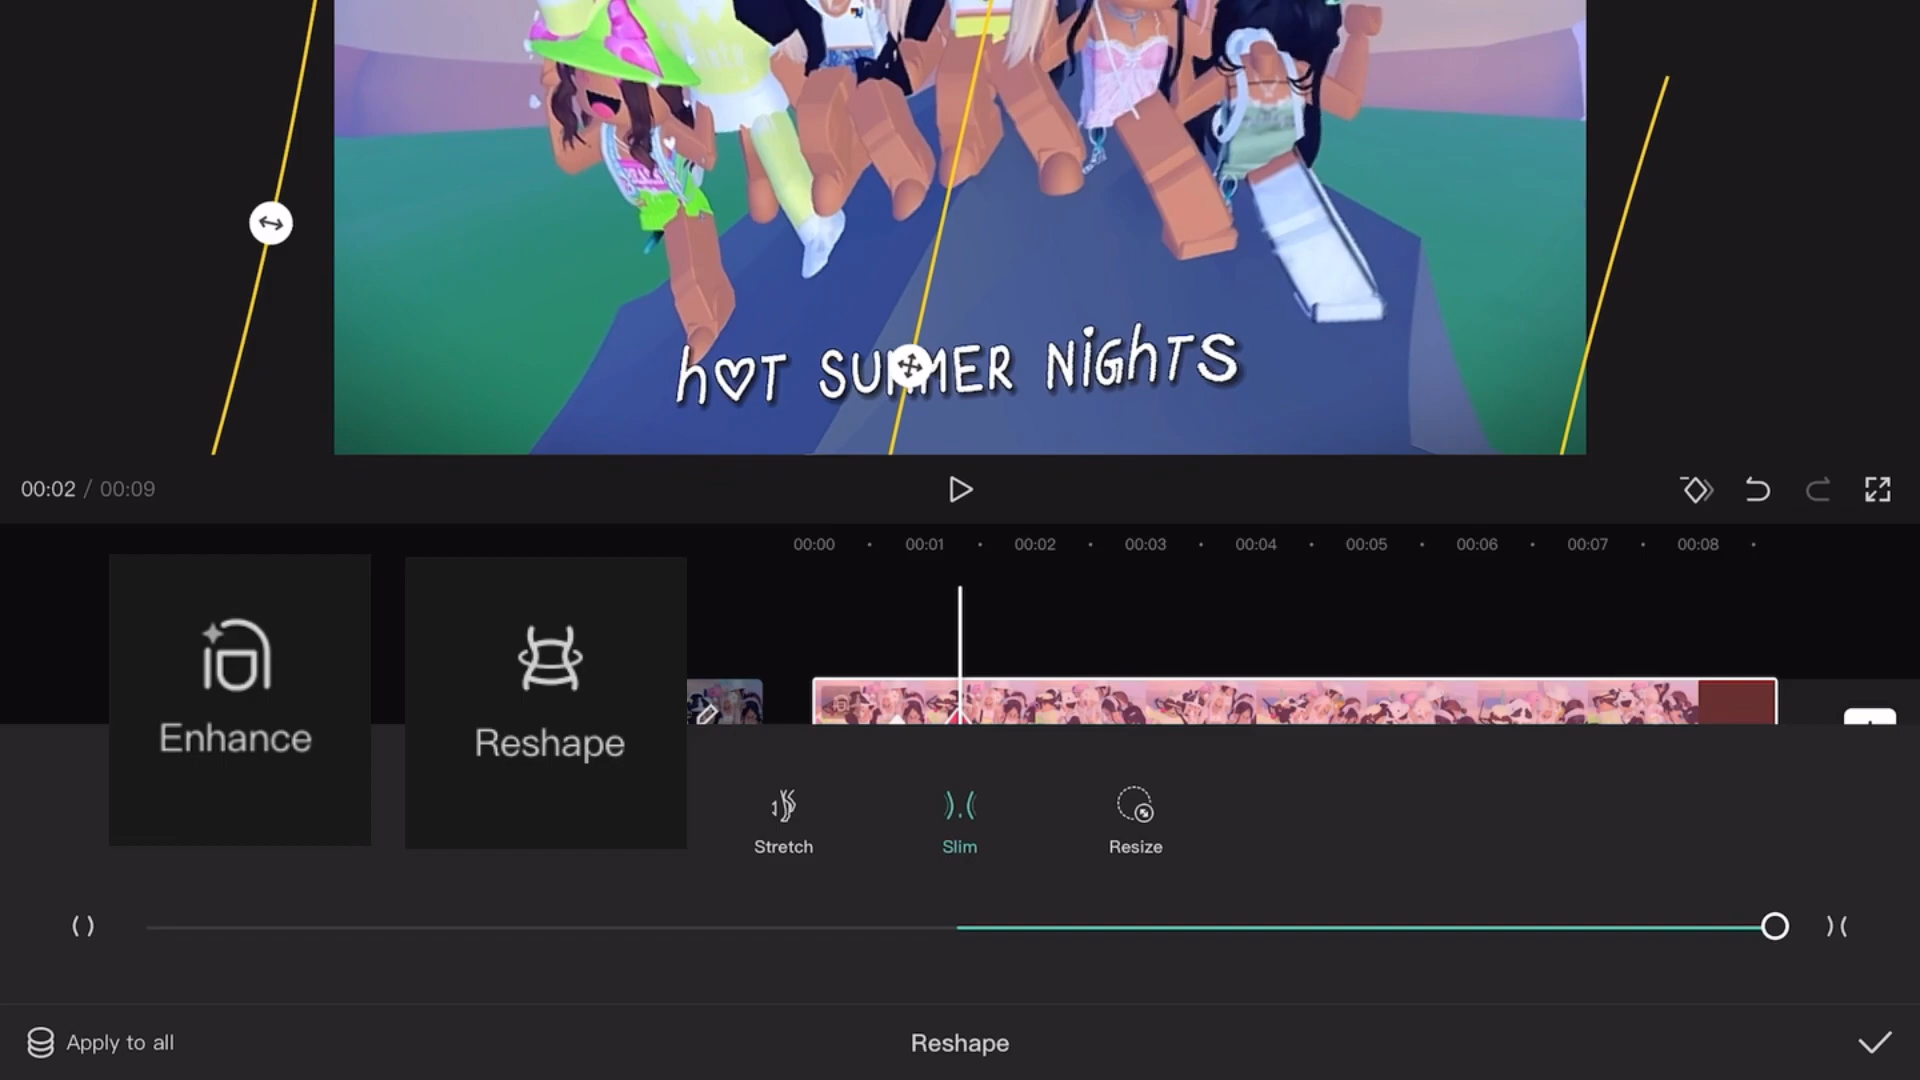 hOT SUMMER NiGhTS
00:02 / 00:09
00:00 00:01 00:02 00:03 00:04 00:05 00:06 00:07 00:08
Enhance
Reshape
Stretch
Slim
Resize
Apply to all
Reshape